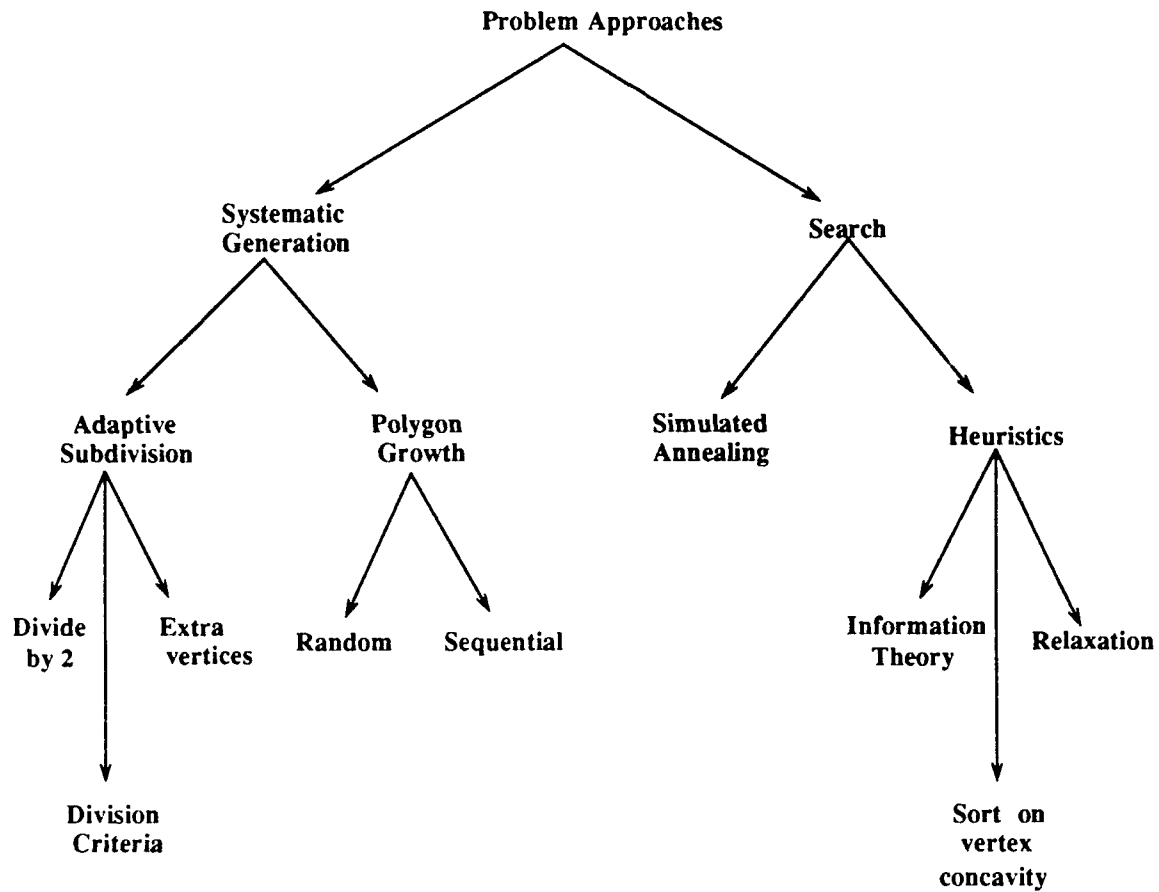 Problem Approaches
Systematic
Generation
Search
Adaptive
Subdivision
Polygon
Growth
Simulated
Annealing
Heuristics
Divide
by 2
Extra
vertices
Random
Sequential
Information
Theory
Relaxation
Division
Criteria
Sort on
vertex
concavity